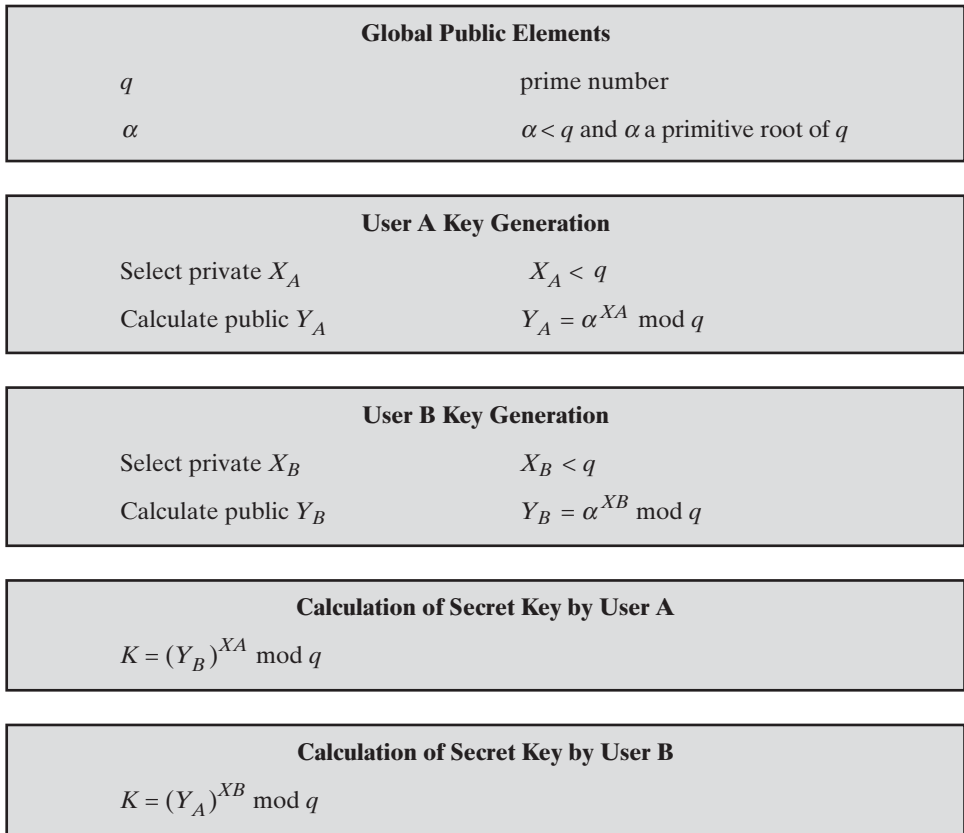 Global Public Elements
q prime number
α α < q and α a primitive root of q
User A Key Generation
Select private X_A X_A < q
Calculate public Y_A Y_A = α^{XA} mod q
User B Key Generation
Select private X_B X_B < q
Calculate public Y_B Y_B = α^{XB} mod q
Calculation of Secret Key by User A
K = (Y_B)^{XA} mod q
Calculation of Secret Key by User B
K = (Y_A)^{XB} mod q